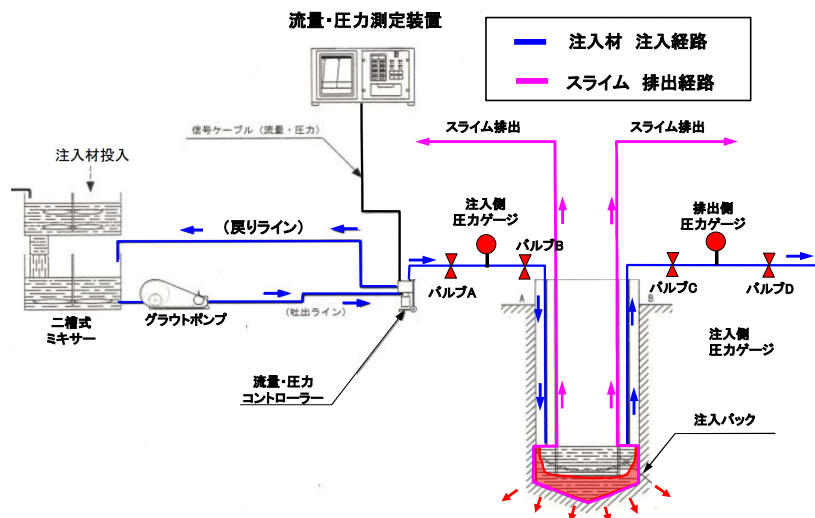 流量・圧力測定装置
注入材 注入経路
スライム 排出経路
信号ケーブル（流量・圧力）
スライム排出
スライム排出
注入材投入
（戻りライン）
注入側
圧力ゲージ
バルブB
排出側
圧力ゲージ
バルブA
バルブC
バルブD
A
B
二槽式
ミキサー
グラウトポンプ
（吐出ライン）
注入側
圧力ゲージ
流量・圧力
コントローラー
注入パック